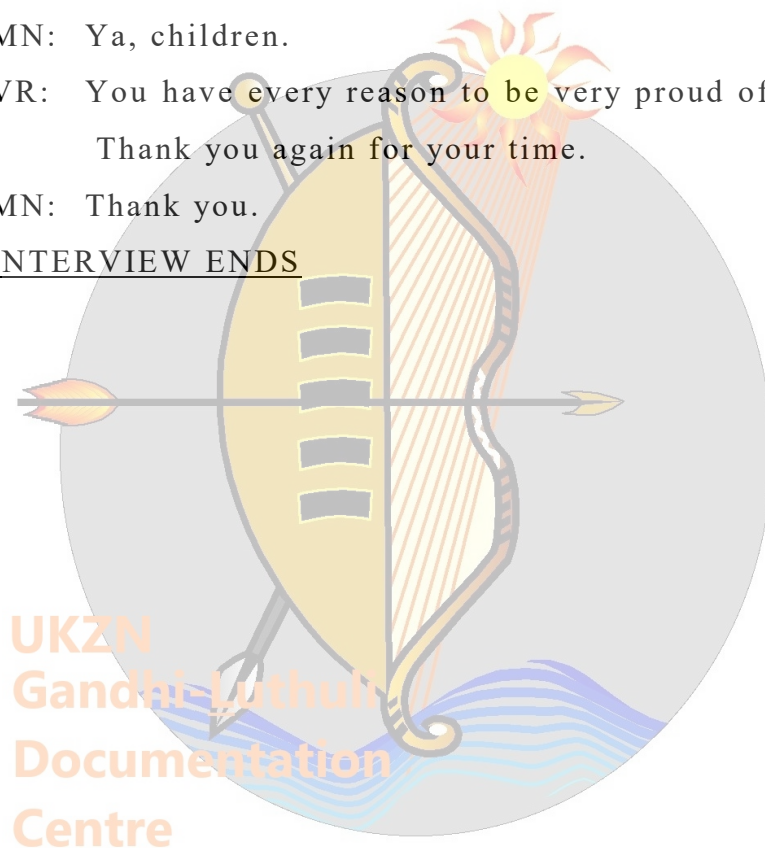 MN: Ya, children.
VR: You have every reason to be very proud of
Thank you again for your time.
MN: Thank you.
NTERVIEW ENDS
UKZN
Gandhi-Luthuli
Documentation
Centre